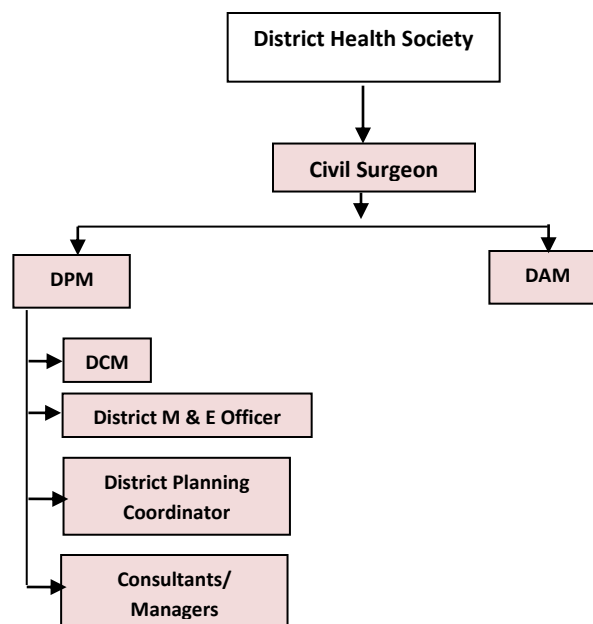 District Health Society
Civil Surgeon
DPM
DAM
DCM
District M & E Officer
District Planning
Coordinator
Consultants/
Managers